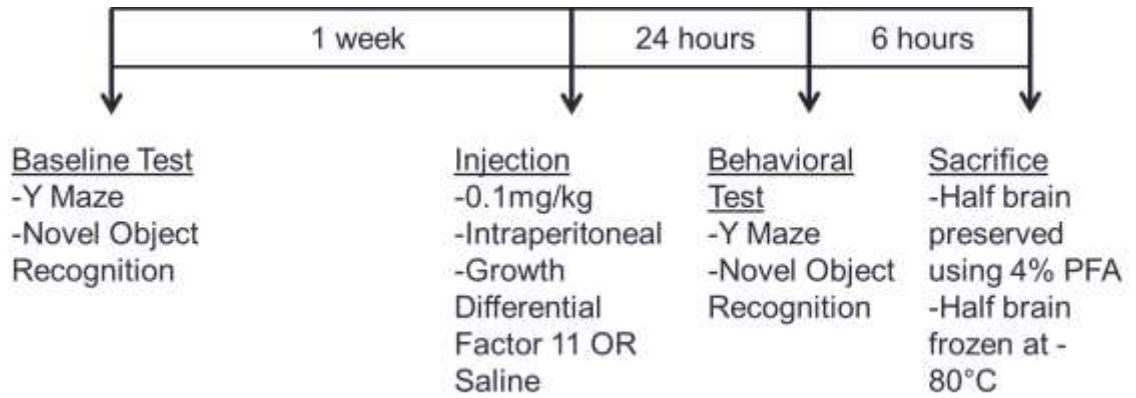 1 week
24 hours
6 hours
Baseline Test
-Y Maze
-Novel Object
Recognition
Injection
-0.1mg/kg
-Intraperitoneal
-Growth
Differential
Factor 11 OR
Saline
Behavioral
Test
-Y Maze
-Novel Object
Recognition
Sacrifice
-Half brain
preserved
using 4% PFA
-Half brain
frozen at -
80°C